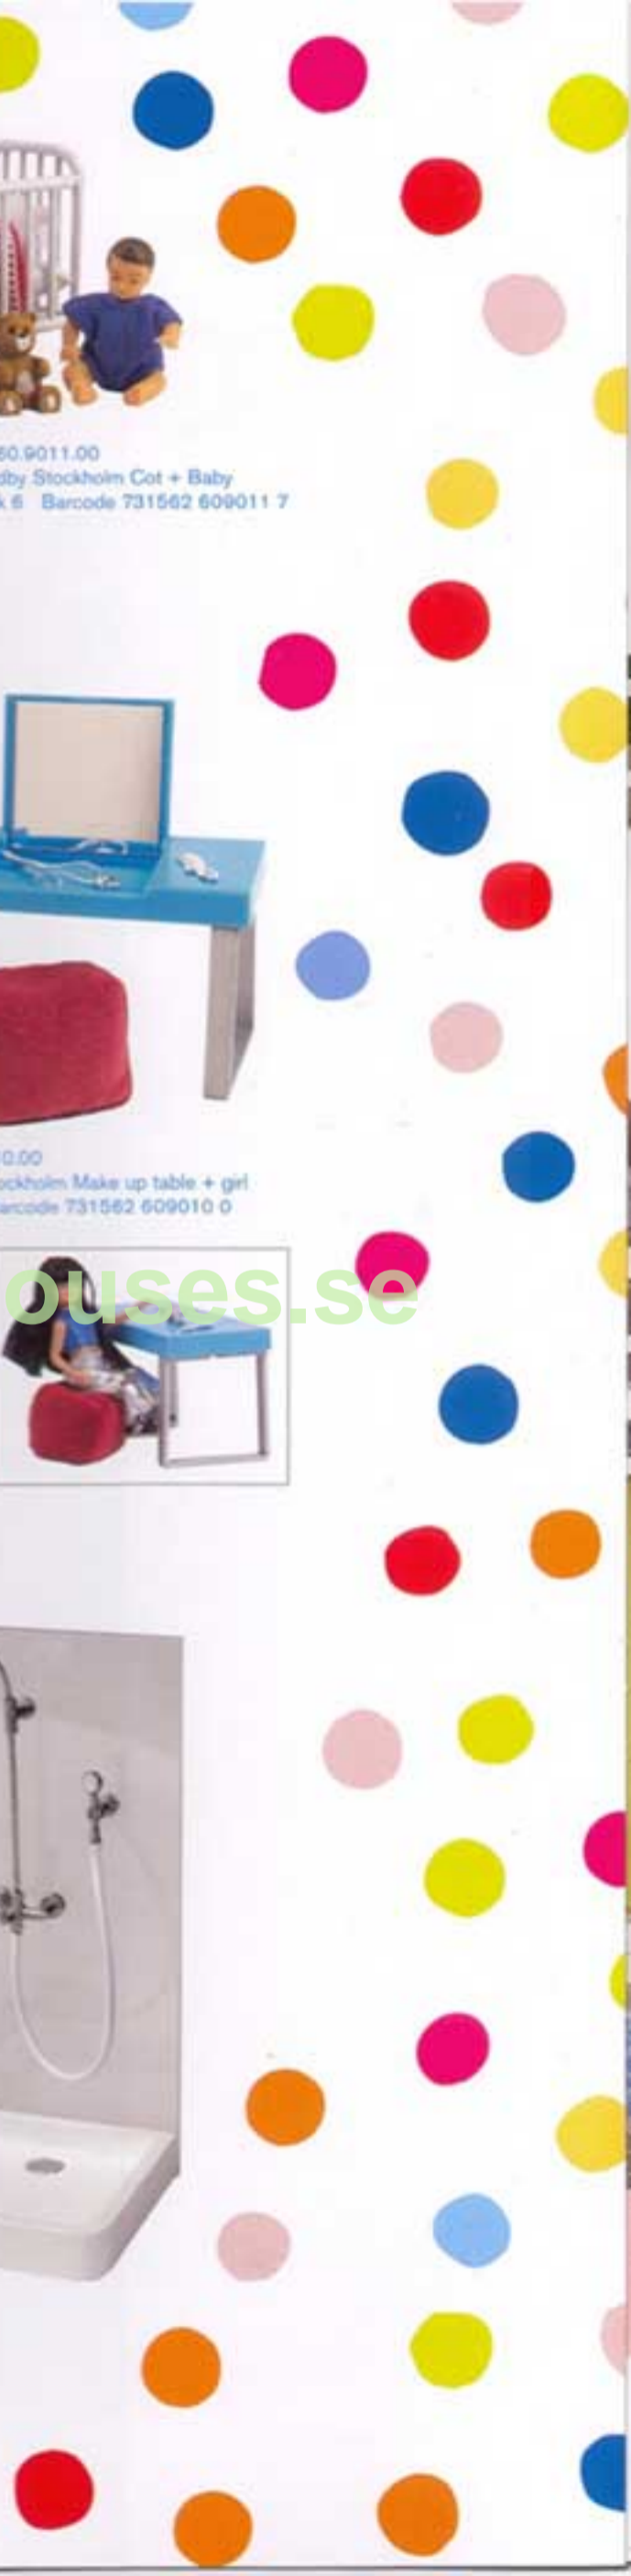 60.9011.00
dby Stockholm Cot + Baby
k 6 Barcode 731562 609011 7
0.00
ockholm Make up table + girl
arcode 731562 609010 0
ouses.se